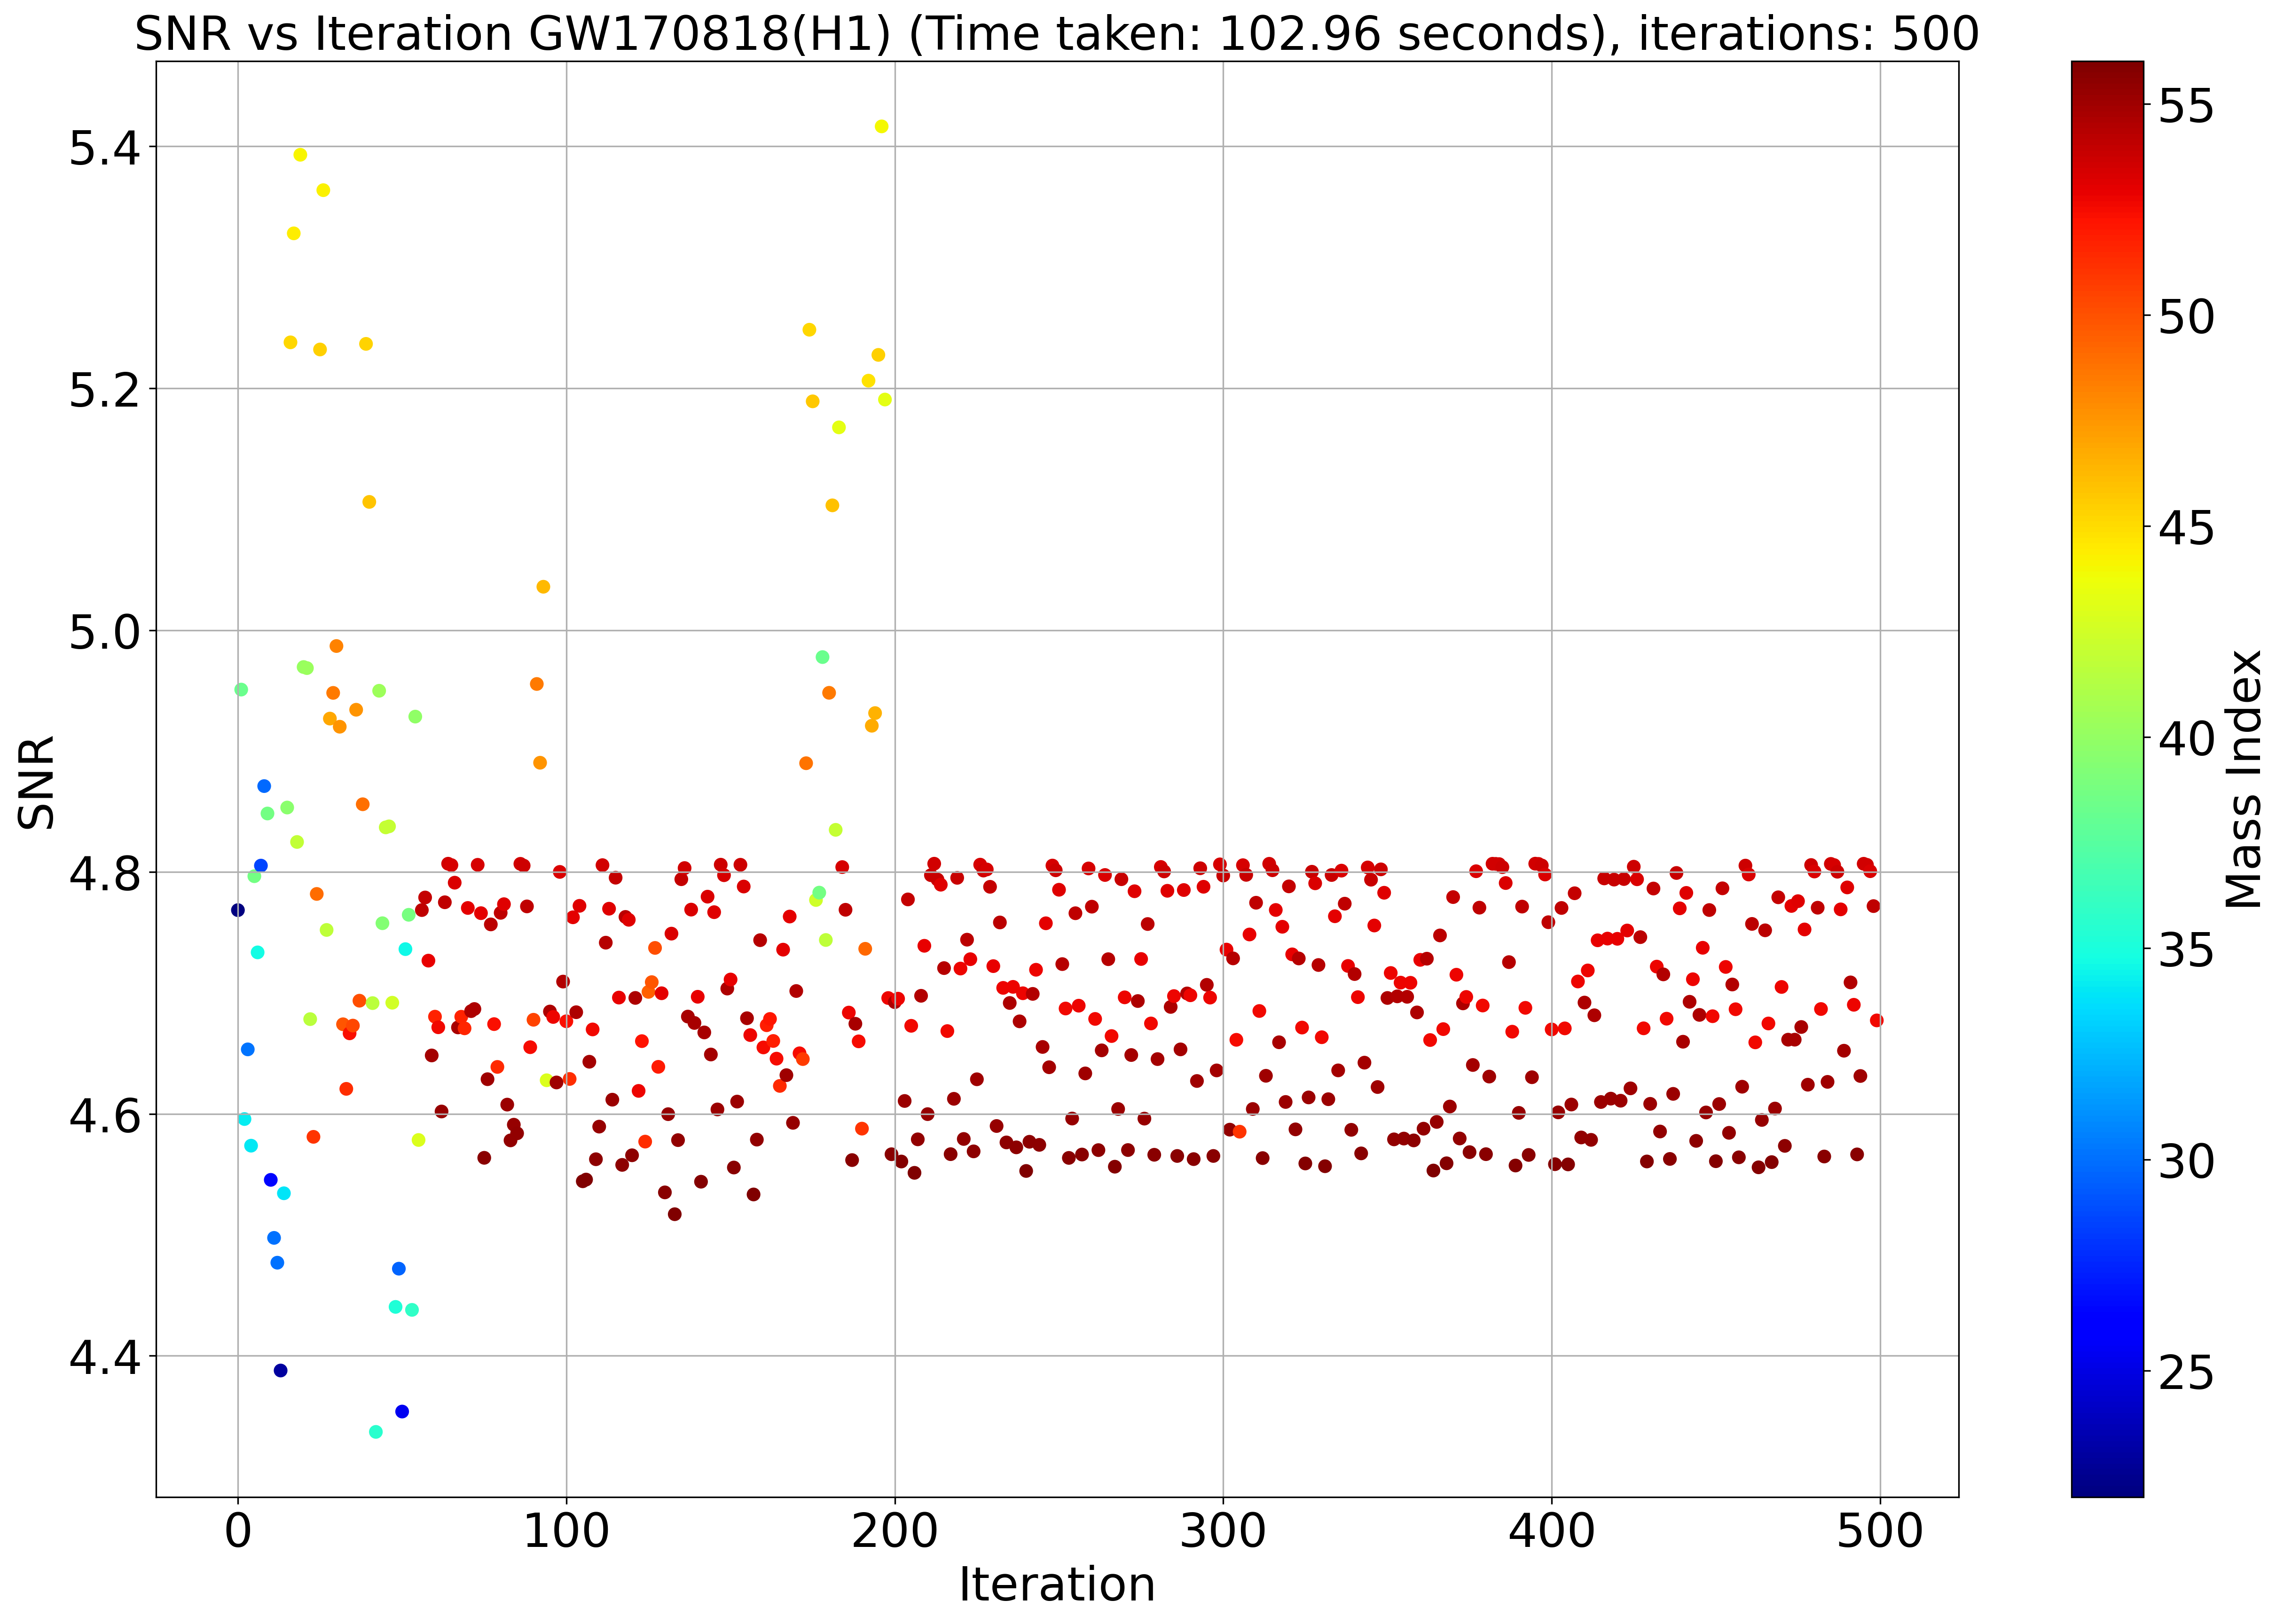 SNR vs Iteration GW170818(H1) (Time taken: 102.96 seconds), iterations: 500
5.4
5.2
5.0
4.8
4.6
4.4
SNR
0 100 200 300 400 500
Iteration
55
50
45
40
35
30
25
Mass Index